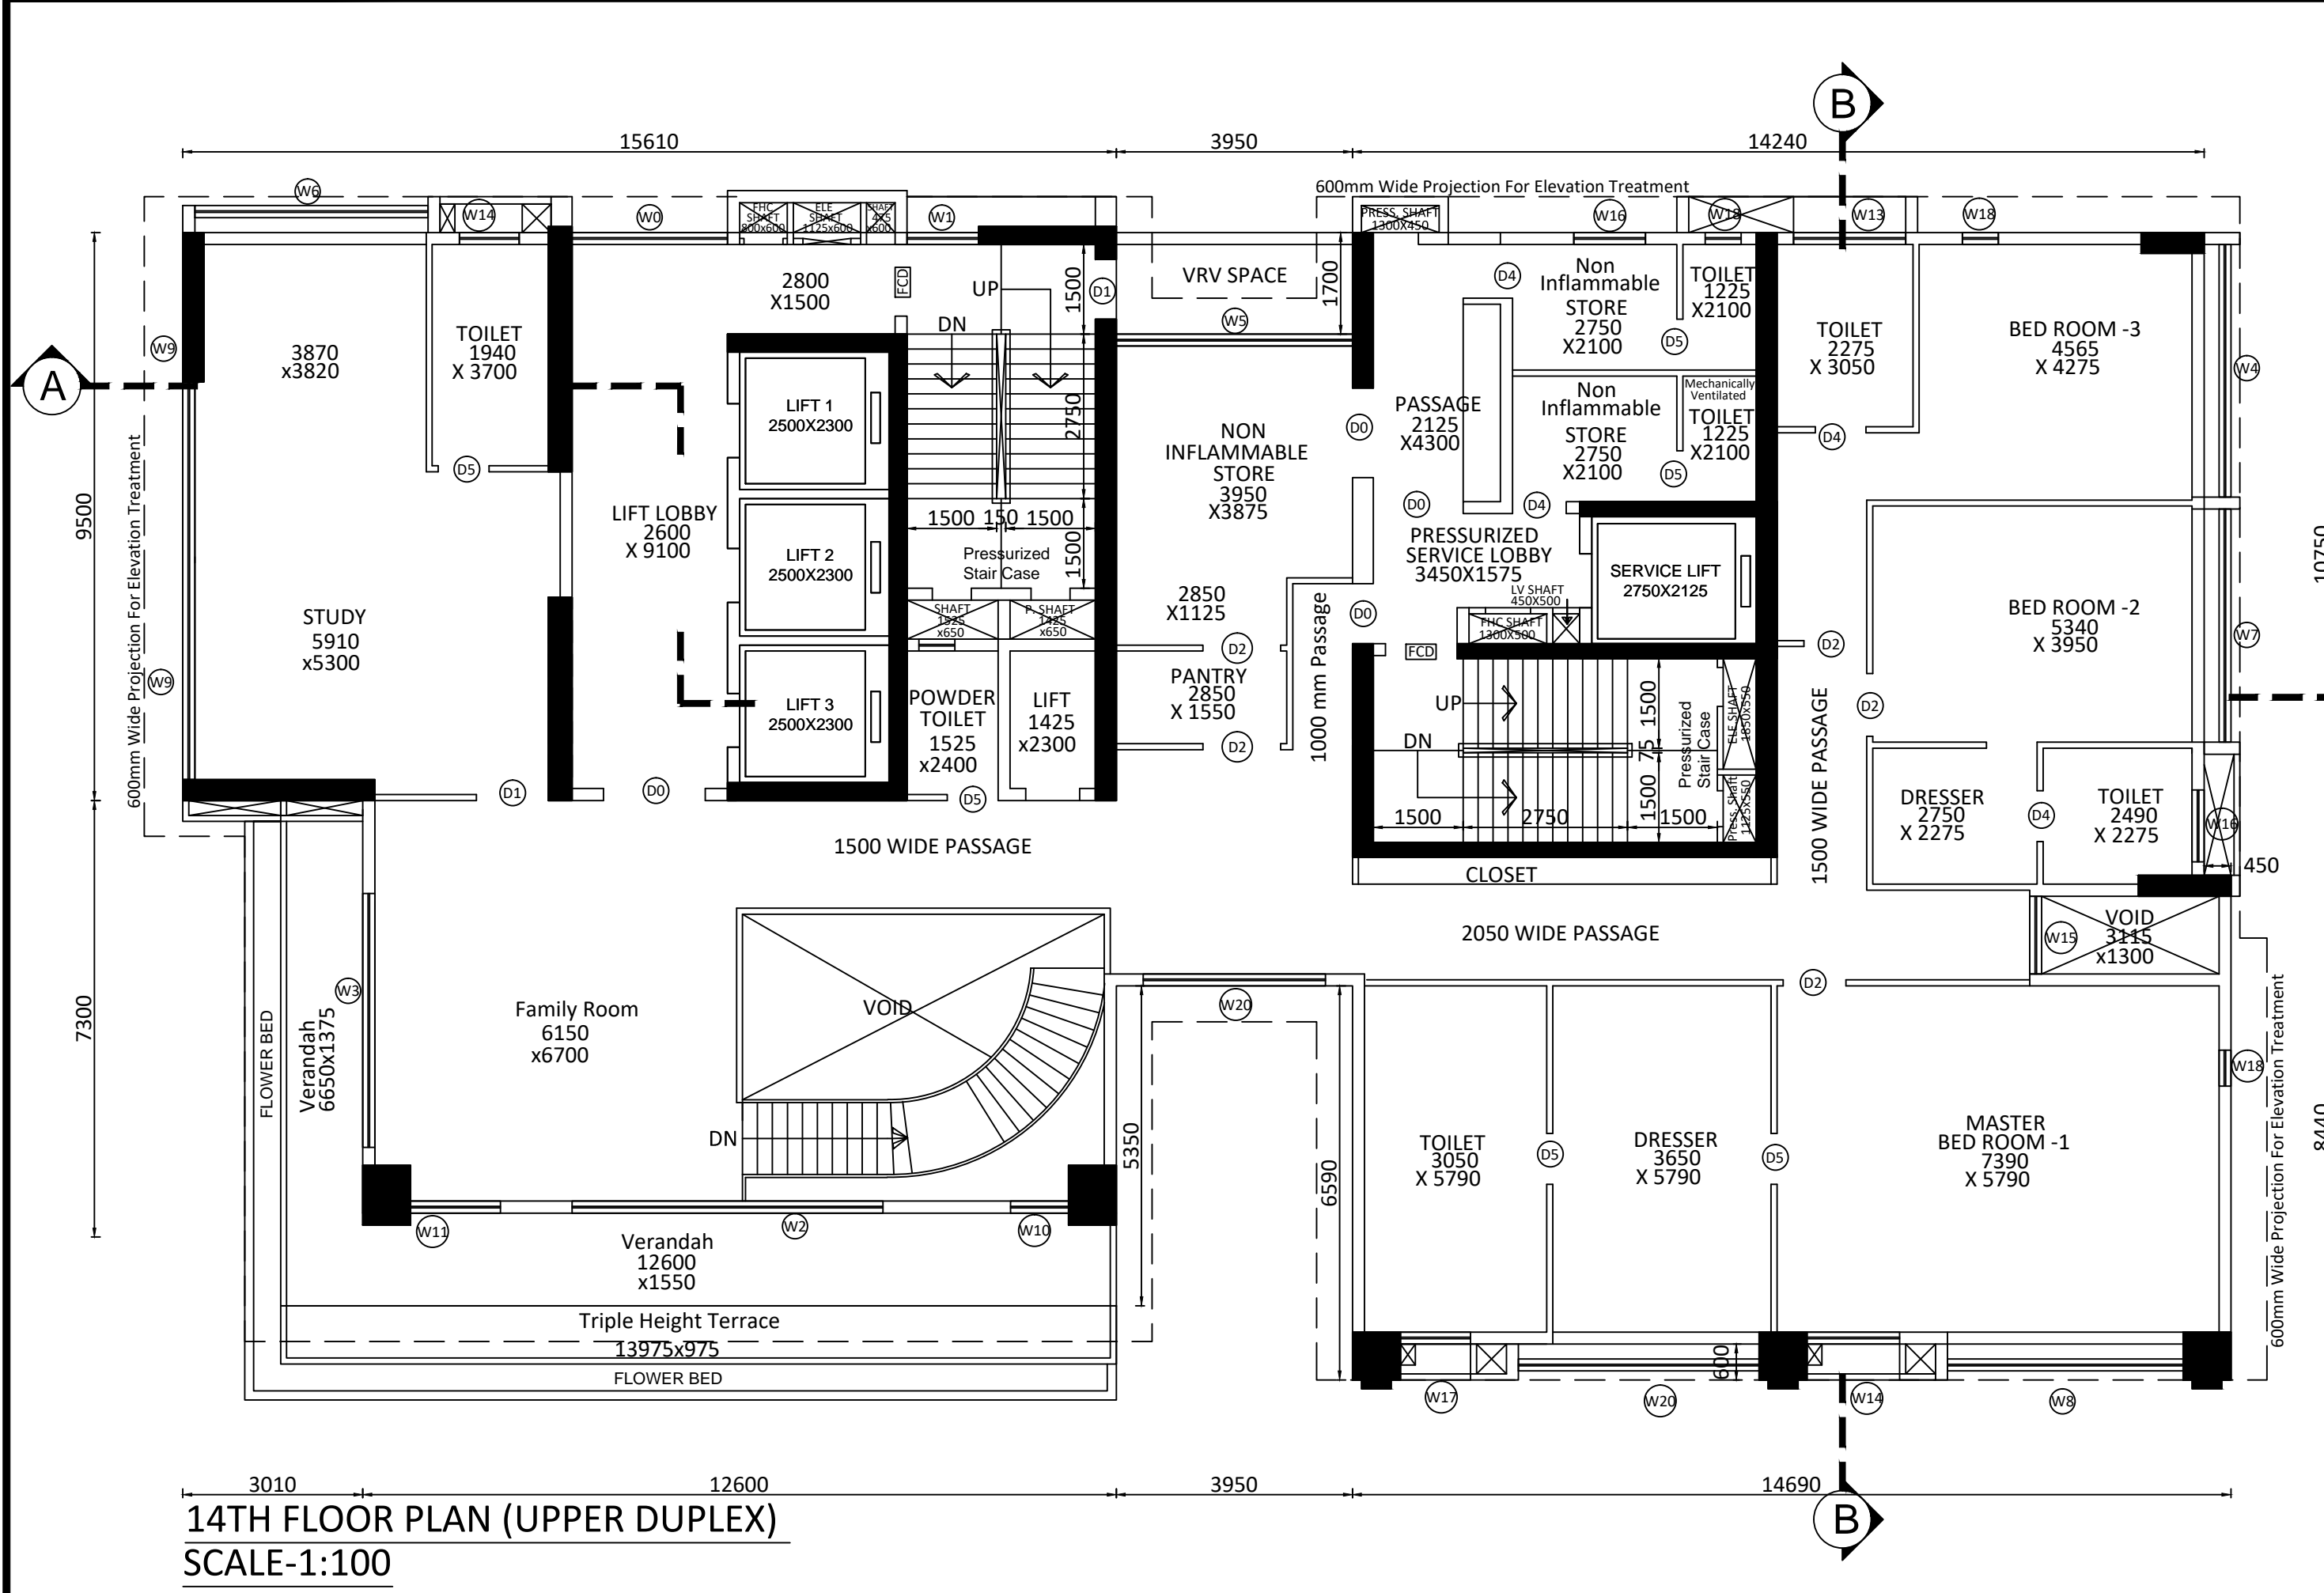 B
15610
3950
14240
600mm Wide Projection For Elevation Treatment
W6
W14
W0
FHC
SHAFT
800x600
ELE
SHAFT
1125x600
SHAFT
475
x600
W1
PRESS. SHAFT
1300X450
W16
W18
W13
W18
A
9500
7300
600mm Wide Projection For Elevation Treatment
W9
W9
3870
x3820
TOILET
1940
X 3700
D5
STUDY
5910
x5300
D1
2800
X1500
FCD
LIFT LOBBY
2600
X 9100
D0
LIFT 1
2500X2300
LIFT 2
2500X2300
LIFT 3
2500X2300
UP
DN
1500
D1
2750
1500
150
1500
Pressurized
Stair Case
1500
SHAFT
1525
x650
P. SHAFT
1425
x650
POWDER
TOILET
1525
x2400
D5
LIFT
1425
x2300
VRV SPACE
1700
W5
NON
INFLAMMABLE
STORE
3950
X3875
2850
X1125
D2
PANTRY
2850
X 1550
D2
1000 mm Passage
D0
D0
D0
PASSAGE
2125
X4300
D4
Non
Inflammable
STORE
2750
X2100
TOILET
1225
X2100
D5
Non
Inflammable
STORE
2750
X2100
Mechanically
Ventilated
TOILET
1225
X2100
D5
D4
PRESSURIZED
SERVICE LOBBY
3450X1575
LV SHAFT
450X500
FHC SHAFT
1300X500
SERVICE LIFT
2750X2125
FCD
UP
DN
1500
75
1500
Pressurized
Stair Case
ELE SHAFT
1850x550
Press. Shaft
1125x550
1500
2750
1500
CLOSET
TOILET
2275
X 3050
D4
BED ROOM -3
4565
X 4275
W4
BED ROOM -2
5340
X 3950
W7
D2
D2
10750
1500 WIDE PASSAGE
DRESSER
2750
X 2275
D4
TOILET
2490
X 2275
W16
450
VOID
3115
x1300
W15
1500 WIDE PASSAGE
2050 WIDE PASSAGE
D2
FLOWER BED
Verandah
6650x1375
W3
Family Room
6150
x6700
VOID
DN
W20
5350
6590
W11
W2
W10
Verandah
12600
x1550
Triple Height Terrace
13975x975
FLOWER BED
TOILET
3050
X 5790
D5
DRESSER
3650
X 5790
D5
MASTER
BED ROOM -1
7390
X 5790
W18
600mm Wide Projection For Elevation Treatment
8440
600
W17
W20
W14
W8
3010
12600
3950
14690
B
14TH FLOOR PLAN (UPPER DUPLEX)
SCALE-1:100